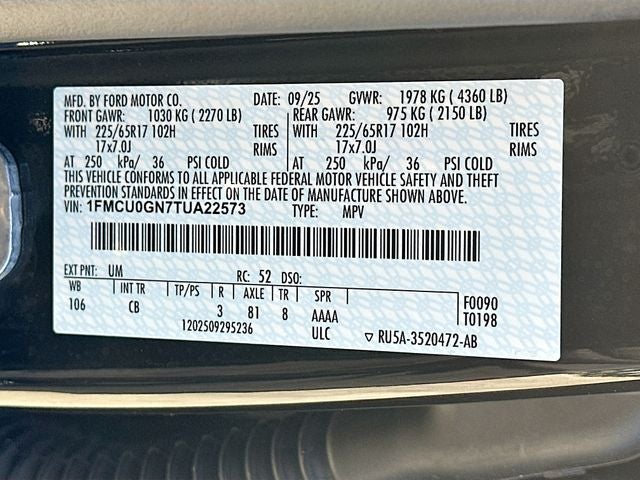 MFD. BY FORD MOTOR CO. DATE: 09/25 GVWR: 1978 KG ( 4360 LB)
FRONT GAWR: 1030 KG ( 2270 LB) REAR GAWR: 975 KG ( 2150 LB)
WITH 225/65R17 102H TIRES WITH 225/65R17 102H TIRES
17x7.0J RIMS 17x7.0J RIMS
AT 250 kPa/ 36 PSI COLD AT 250 kPa/ 36 PSI COLD
THIS VEHICLE CONFORMS TO ALL APPLICABLE FEDERAL MOTOR VEHICLE SAFETY AND THEFT
PREVENTION STANDARDS IN EFFECT ON THE DATE OF MANUFACTURE SHOWN ABOVE.
VIN: 1FMCU0GN7TUA22573 TYPE: MPV
EXT PNT: UM RC: 52 DSO:
WB INT TR TP/PS R AXLE TR SPR F0090
106 CB 3 81 8 AAAA T0198
1202509295236 ULC ▽ RU5A-3520472-AB